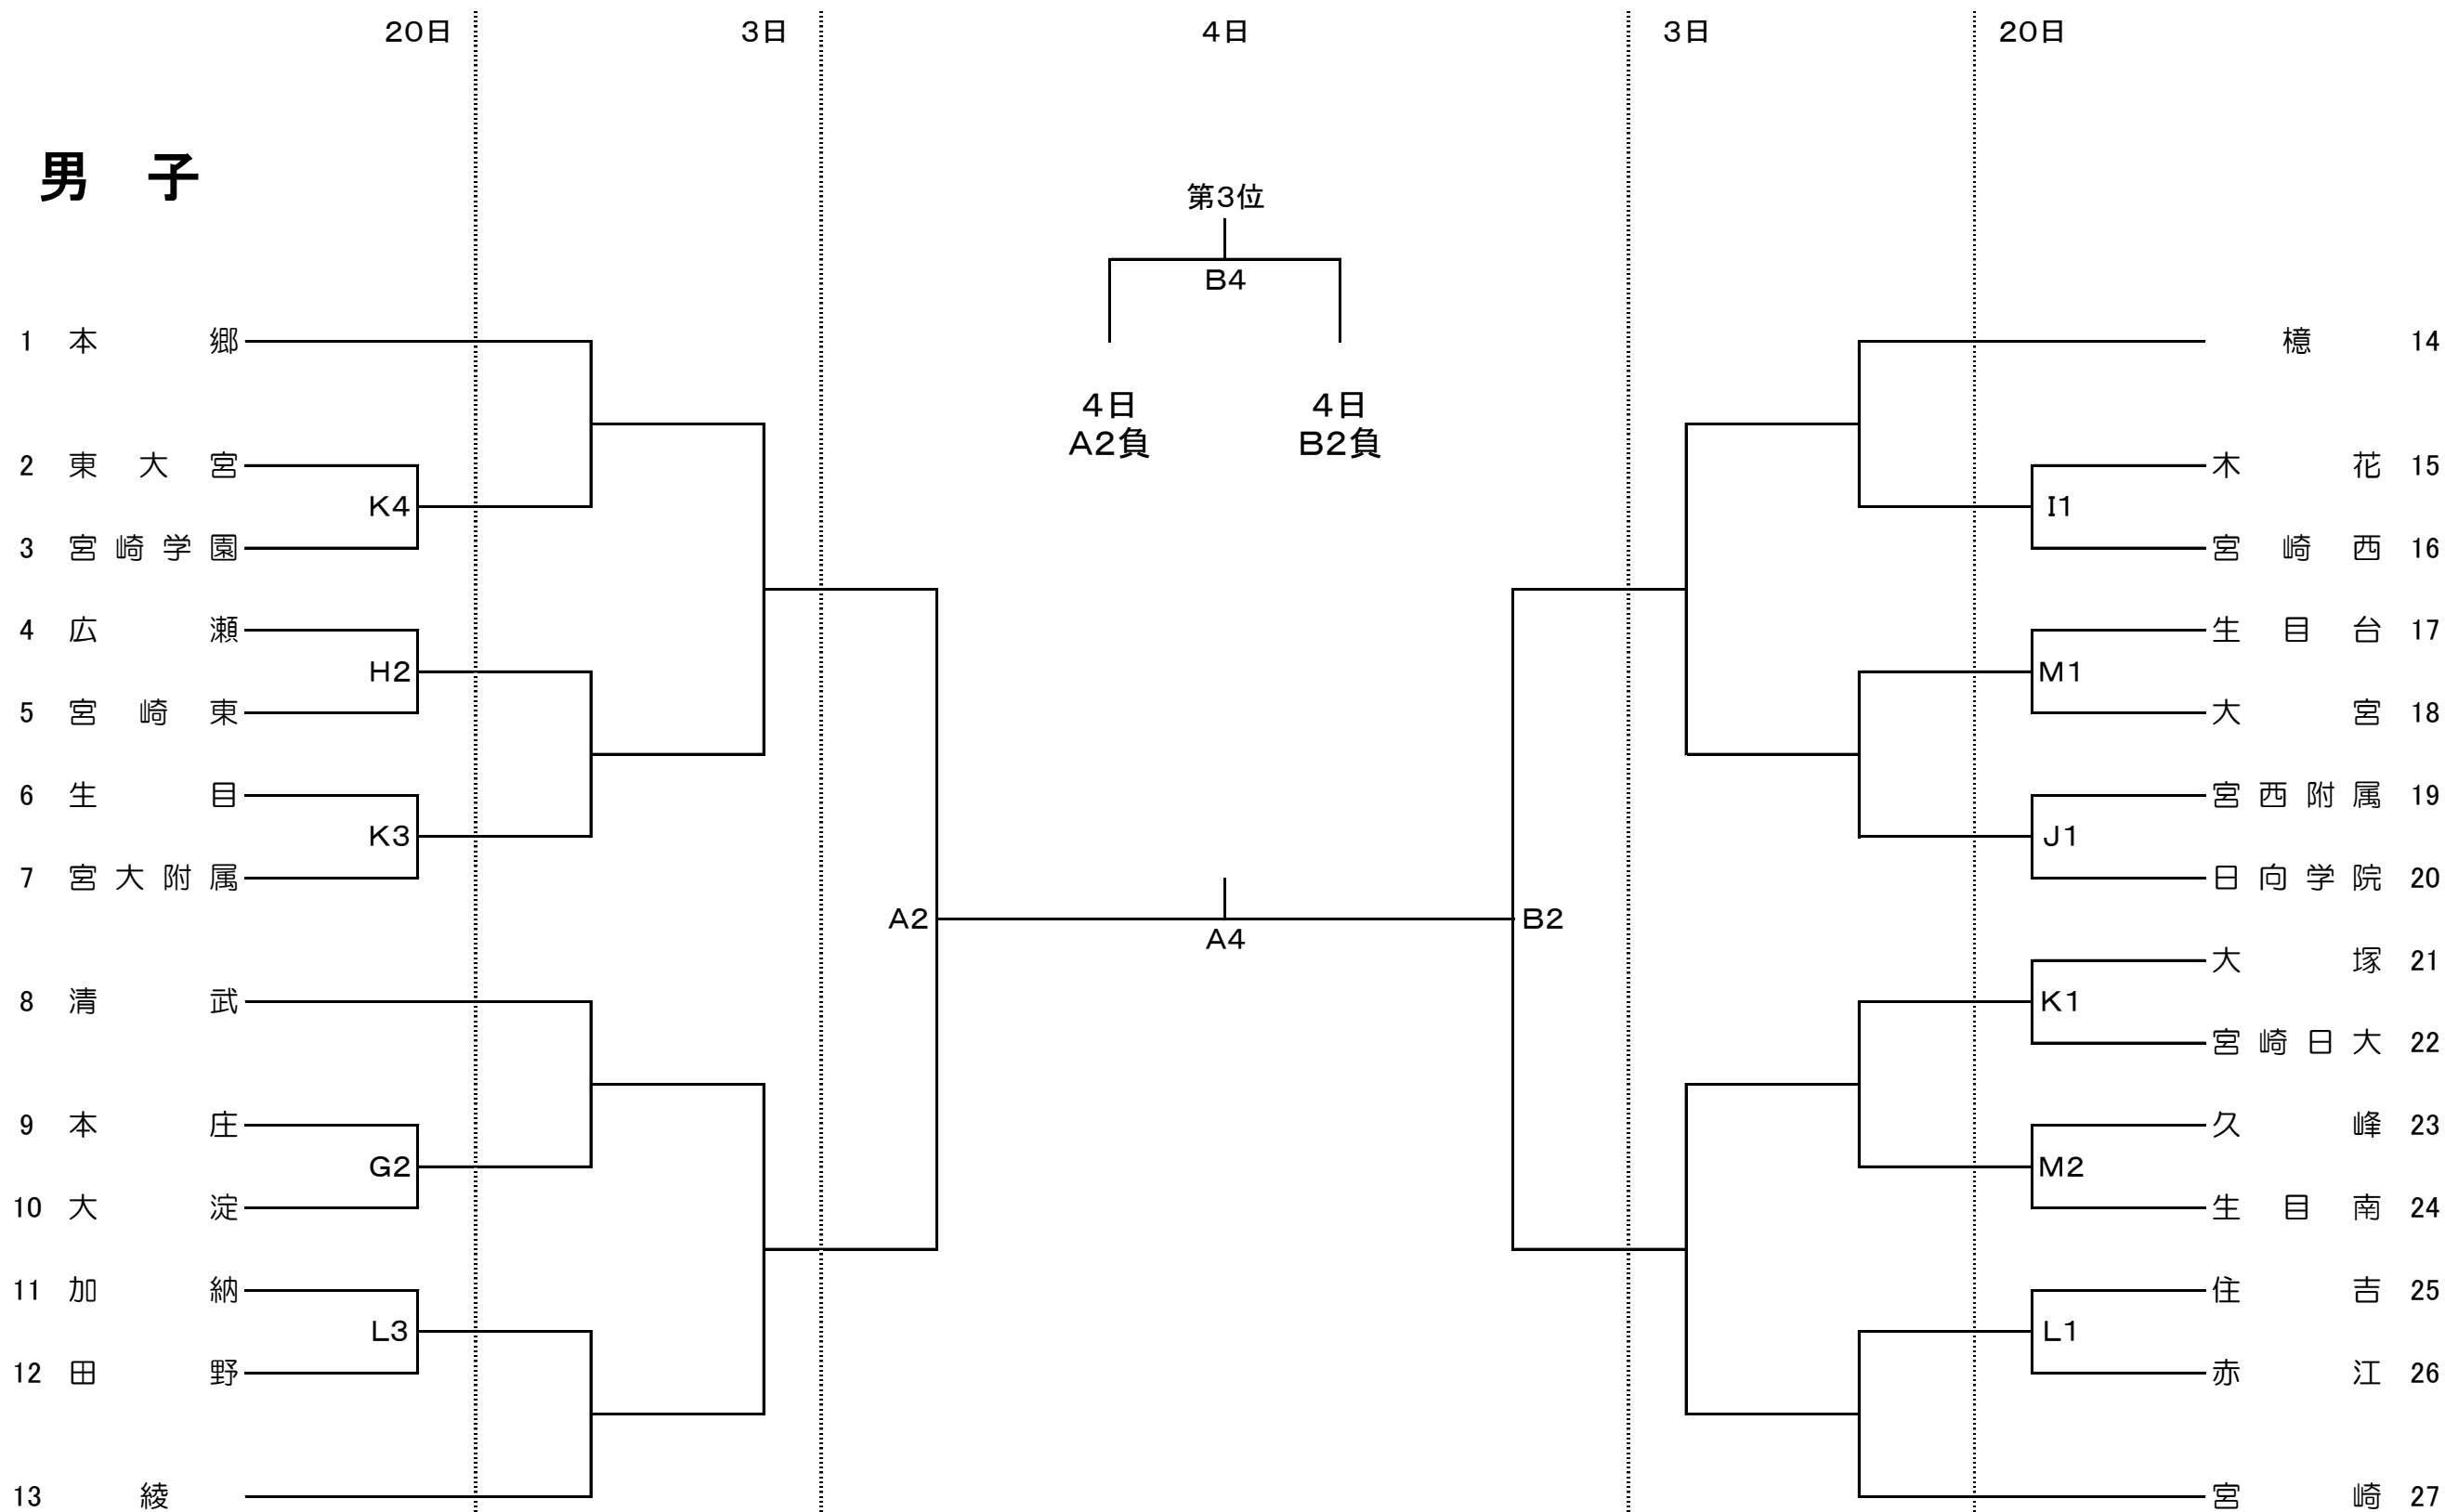 20日 3日 4日 3日 20日
男 子
第3位
B4
4日 4日
A2負 B2負
1 本 郷
2 東 大 宮
K4
3 宮 崎 学 園
4 広 瀬
H2
5 宮 崎 東
6 生 目
K3
7 宮 大 附 属
8 清 武
9 本 庄
G2
10 大 淀
11 加 納
L3
12 田 野
13 綾
A2
A4
B2
檍 14
木 花 15
I1
宮 崎 西 16
生 目 台 17
M1
大 宮 18
宮 西 附 属 19
J1
日 向 学 院 20
大 塚 21
K1
宮 崎 日 大 22
久 峰 23
M2
生 目 南 24
住 吉 25
L1
赤 江 26
宮 崎 27